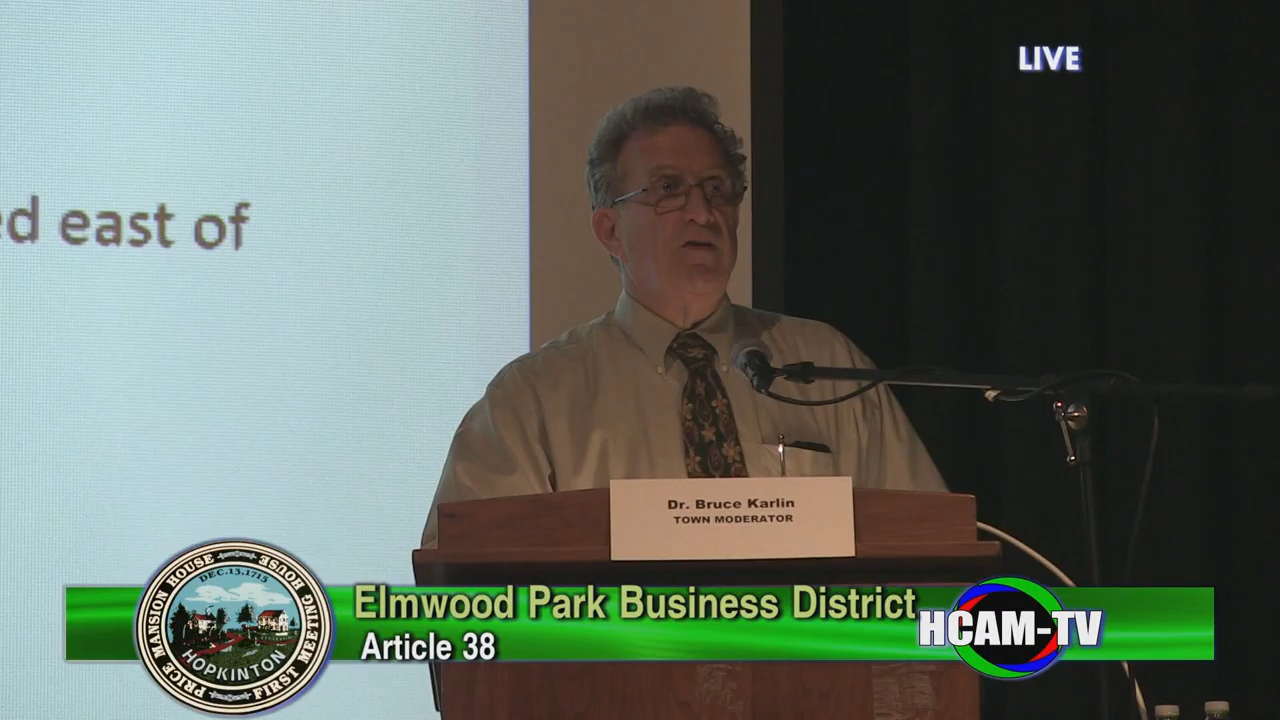 LIVE
ed east of
Dr. Bruce Karlin
TOWN MODERATOR
DEC.13.1715
PRICE MANSION HOUSE
FIRST MEETING HOUSE
HOPKINTON
Elmwood Park Business District
Article 38
HCAM-TV